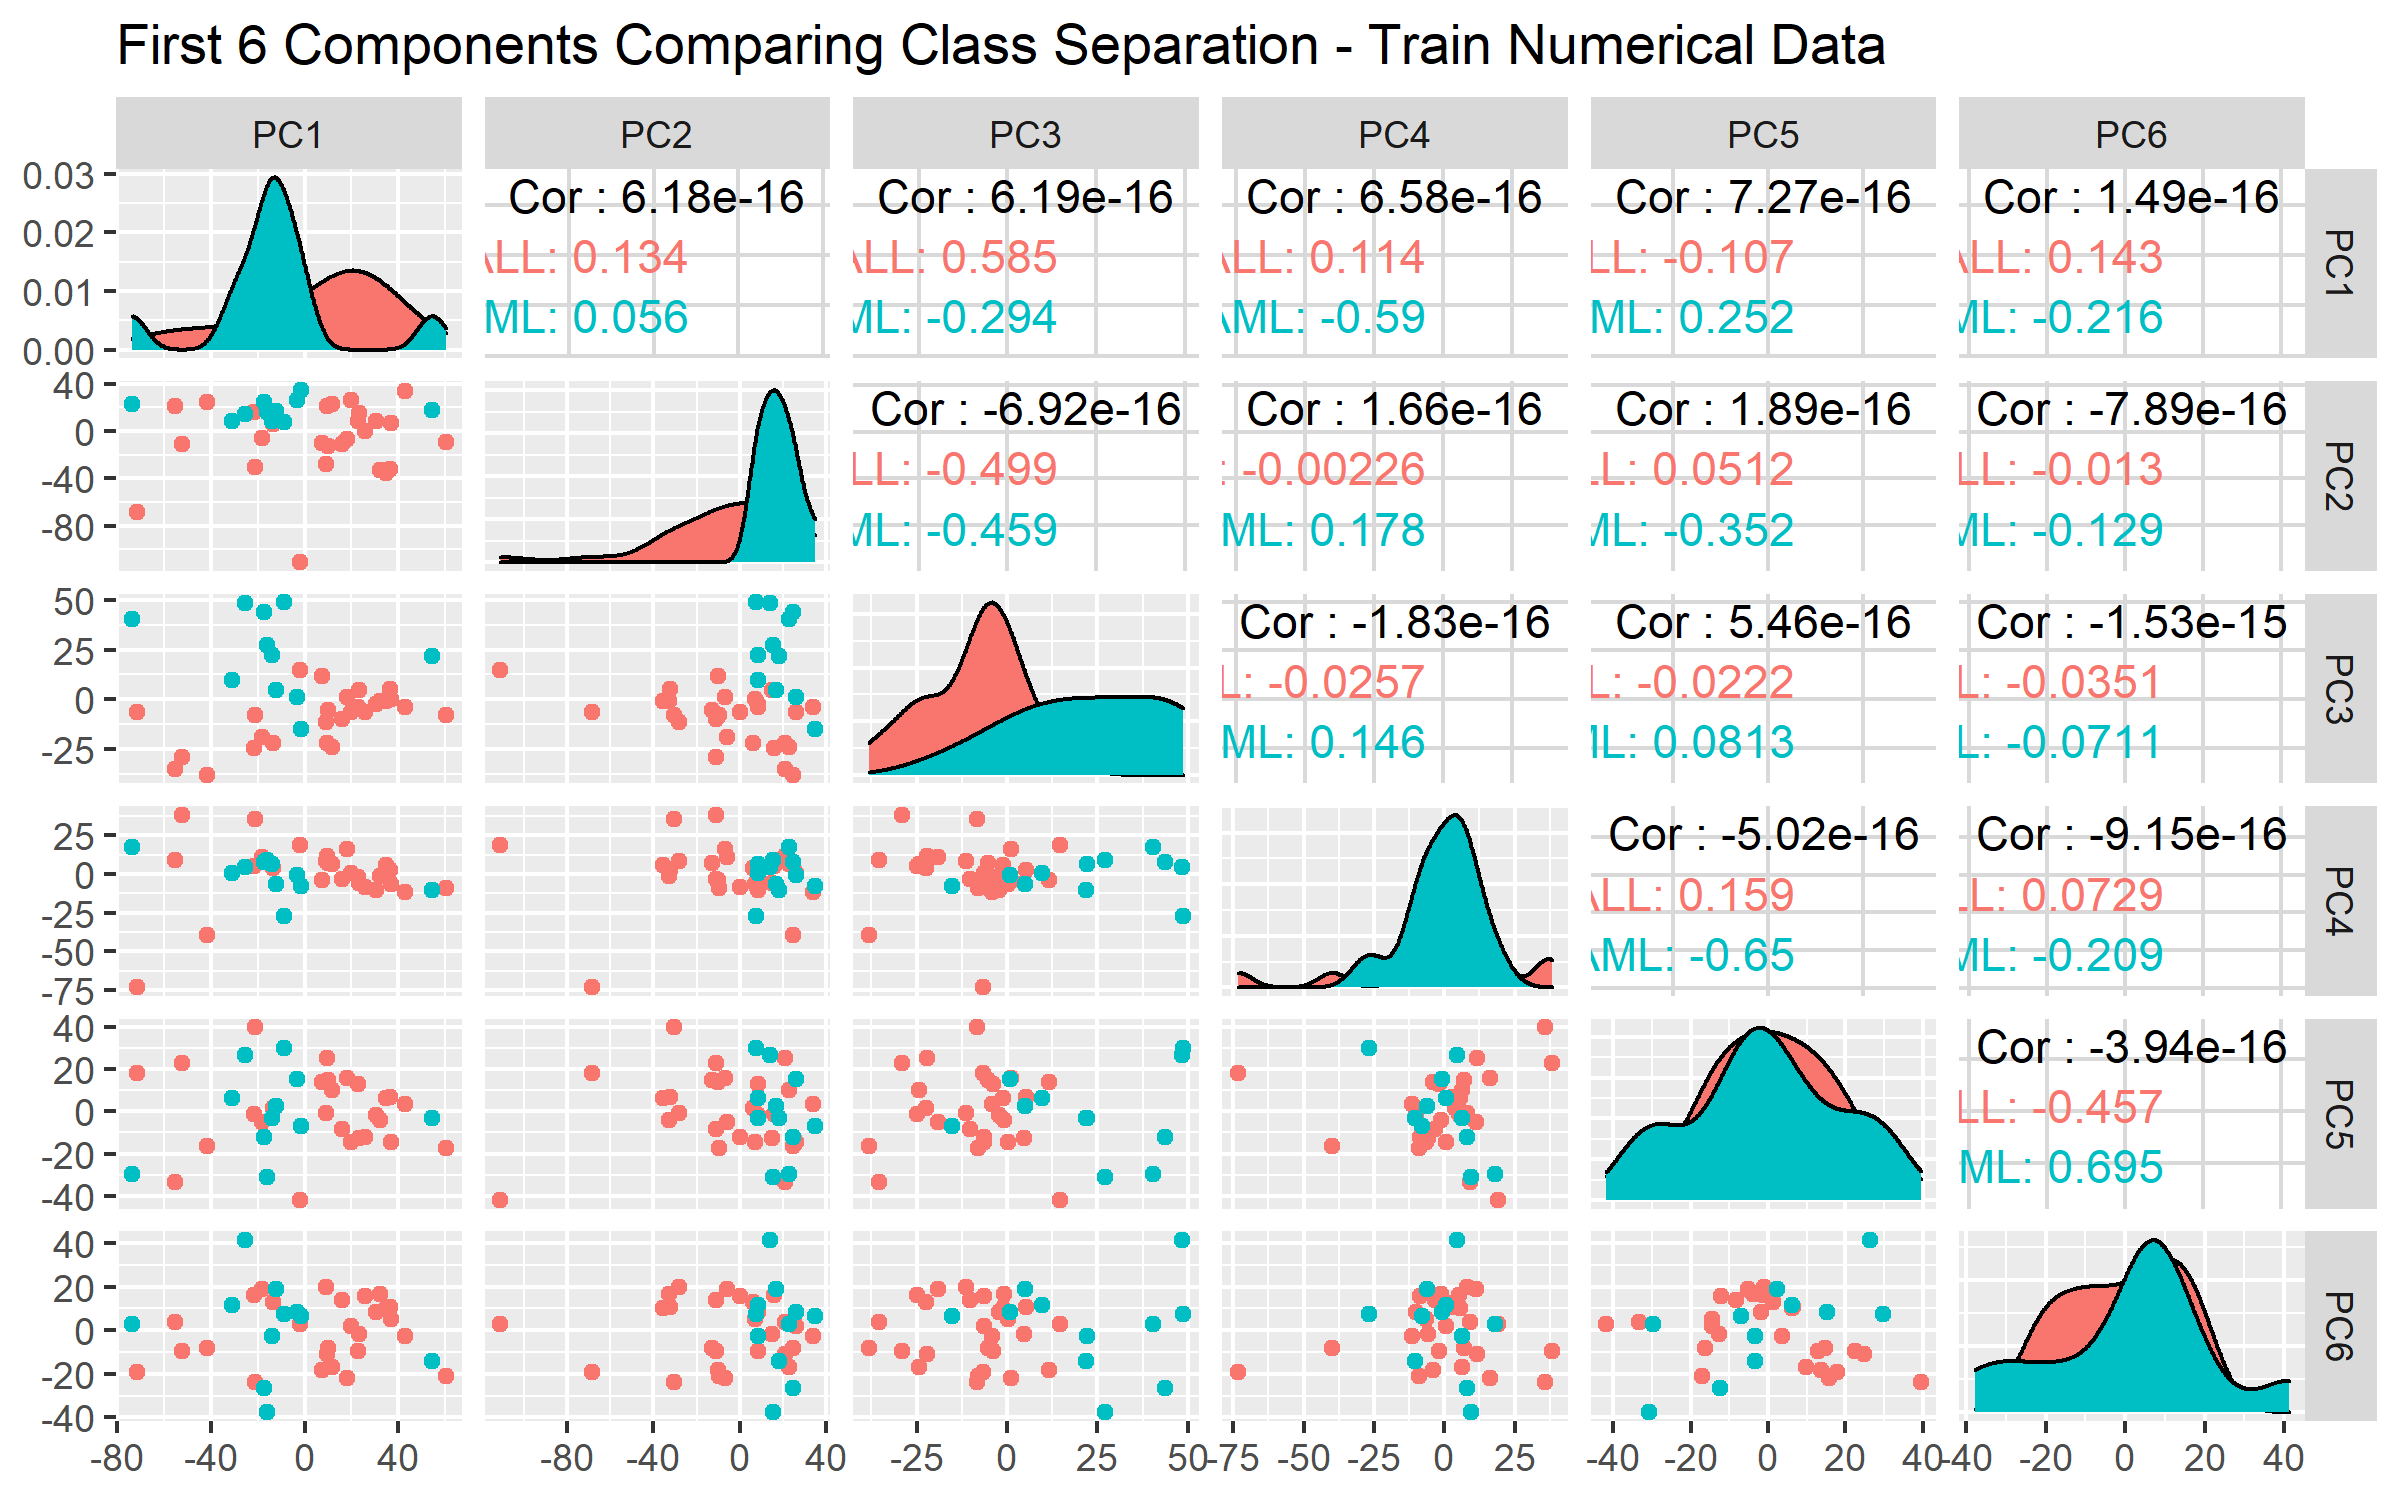 First 6 Components Comparing Class Separation - Train Numerical Data
PC1 PC2 PC3 PC4 PC5 PC6
0.03
0.02
0.01
0.00
Cor : 6.18e-16 Cor : 6.19e-16 Cor : 6.58e-16 Cor : 7.27e-16 Cor : 1.49e-16
ALL: 0.134 ALL: 0.585 ALL: 0.114 LL: -0.107 ALL: 0.143
ML: 0.056 ML: -0.294 AML: -0.59 ML: 0.252 ML: -0.216
PC1
40
0
-40
-80
Cor : -6.92e-16 Cor : 1.66e-16 Cor : 1.89e-16 Cor : -7.89e-16
LL: -0.499 : -0.00226 LL: 0.0512 LL: -0.013
ML: -0.459 ML: 0.178 ML: -0.352 ML: -0.129
PC2
50
25
0
-25
Cor : -1.83e-16 Cor : 5.46e-16 Cor : -1.53e-15
L: -0.0257 L: -0.0222 L: -0.0351
ML: 0.146 ML: 0.0813 L: -0.0711
PC3
25
0
-25
-50
-75
Cor : -5.02e-16 Cor : -9.15e-16
ALL: 0.159 LL: 0.0729
AML: -0.65 ML: -0.209
PC4
40
20
0
-20
-40
Cor : -3.94e-16
LL: -0.457
ML: 0.695
PC5
40
20
0
-20
-40
PC6
-80 -40 0 40 -80 -40 0 40 -25 0 25 50 -75 -50 -25 0 25 -40 -20 0 20 40 -40 -20 0 20 40